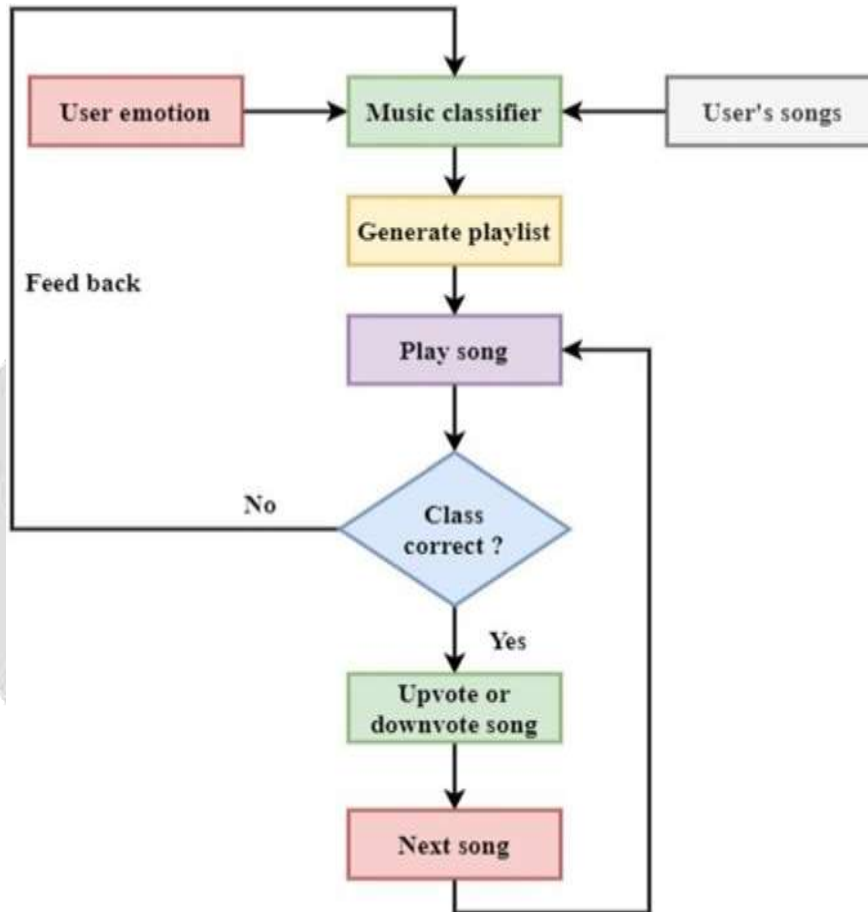 User emotion
Music classifier
User's songs
Generate playlist
Feed back
Play song
No
Class
correct ?
Yes
Upvote or
downvote song
Next song